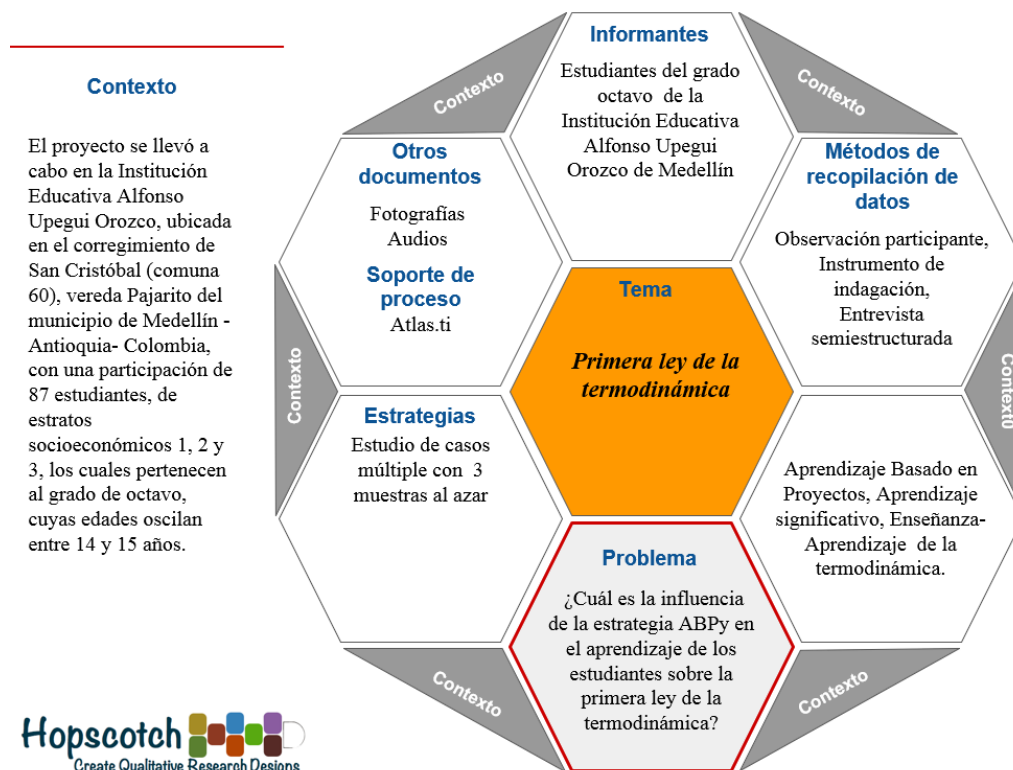 Contexto
El proyecto se llevó a
cabo en la Institución
Educativa Alfonso
Upegui Orozco, ubicada
en el corregimiento de
San Cristóbal (comuna
60), vereda Pajarito del
municipio de Medellín -
Antioquia- Colombia,
con una participación de
87 estudiantes, de
estratos
socioeconómicos 1, 2 y
3, los cuales pertenecen
al grado de octavo,
cuyas edades oscilan
entre 14 y 15 años.
Contexto
Informantes
Estudiantes del grado
octavo de la
Institución Educativa
Alfonso Upegui
Orozco de Medellín
Contexto
Otros
documentos
Fotografías
Audios
Soporte de
proceso
Atlas.ti
Métodos de
recopilación de
datos
Observación participante,
Instrumento de
indagación,
Entrevista
semiestructurada
Tema
Primera ley de la
termodinámica
Contexto
Context0
Estrategias
Estudio de casos
múltiple con 3
muestras al azar
Aprendizaje Basado en
Proyectos, Aprendizaje
significativo, Enseñanza-
Aprendizaje de la
termodinámica.
Problema
¿Cuál es la influencia
de la estrategia ABPy en
el aprendizaje de los
estudiantes sobre la
primera ley de la
termodinámica?
Contexto
Contexto
Hopscotch
Create Qualitative Research Designs